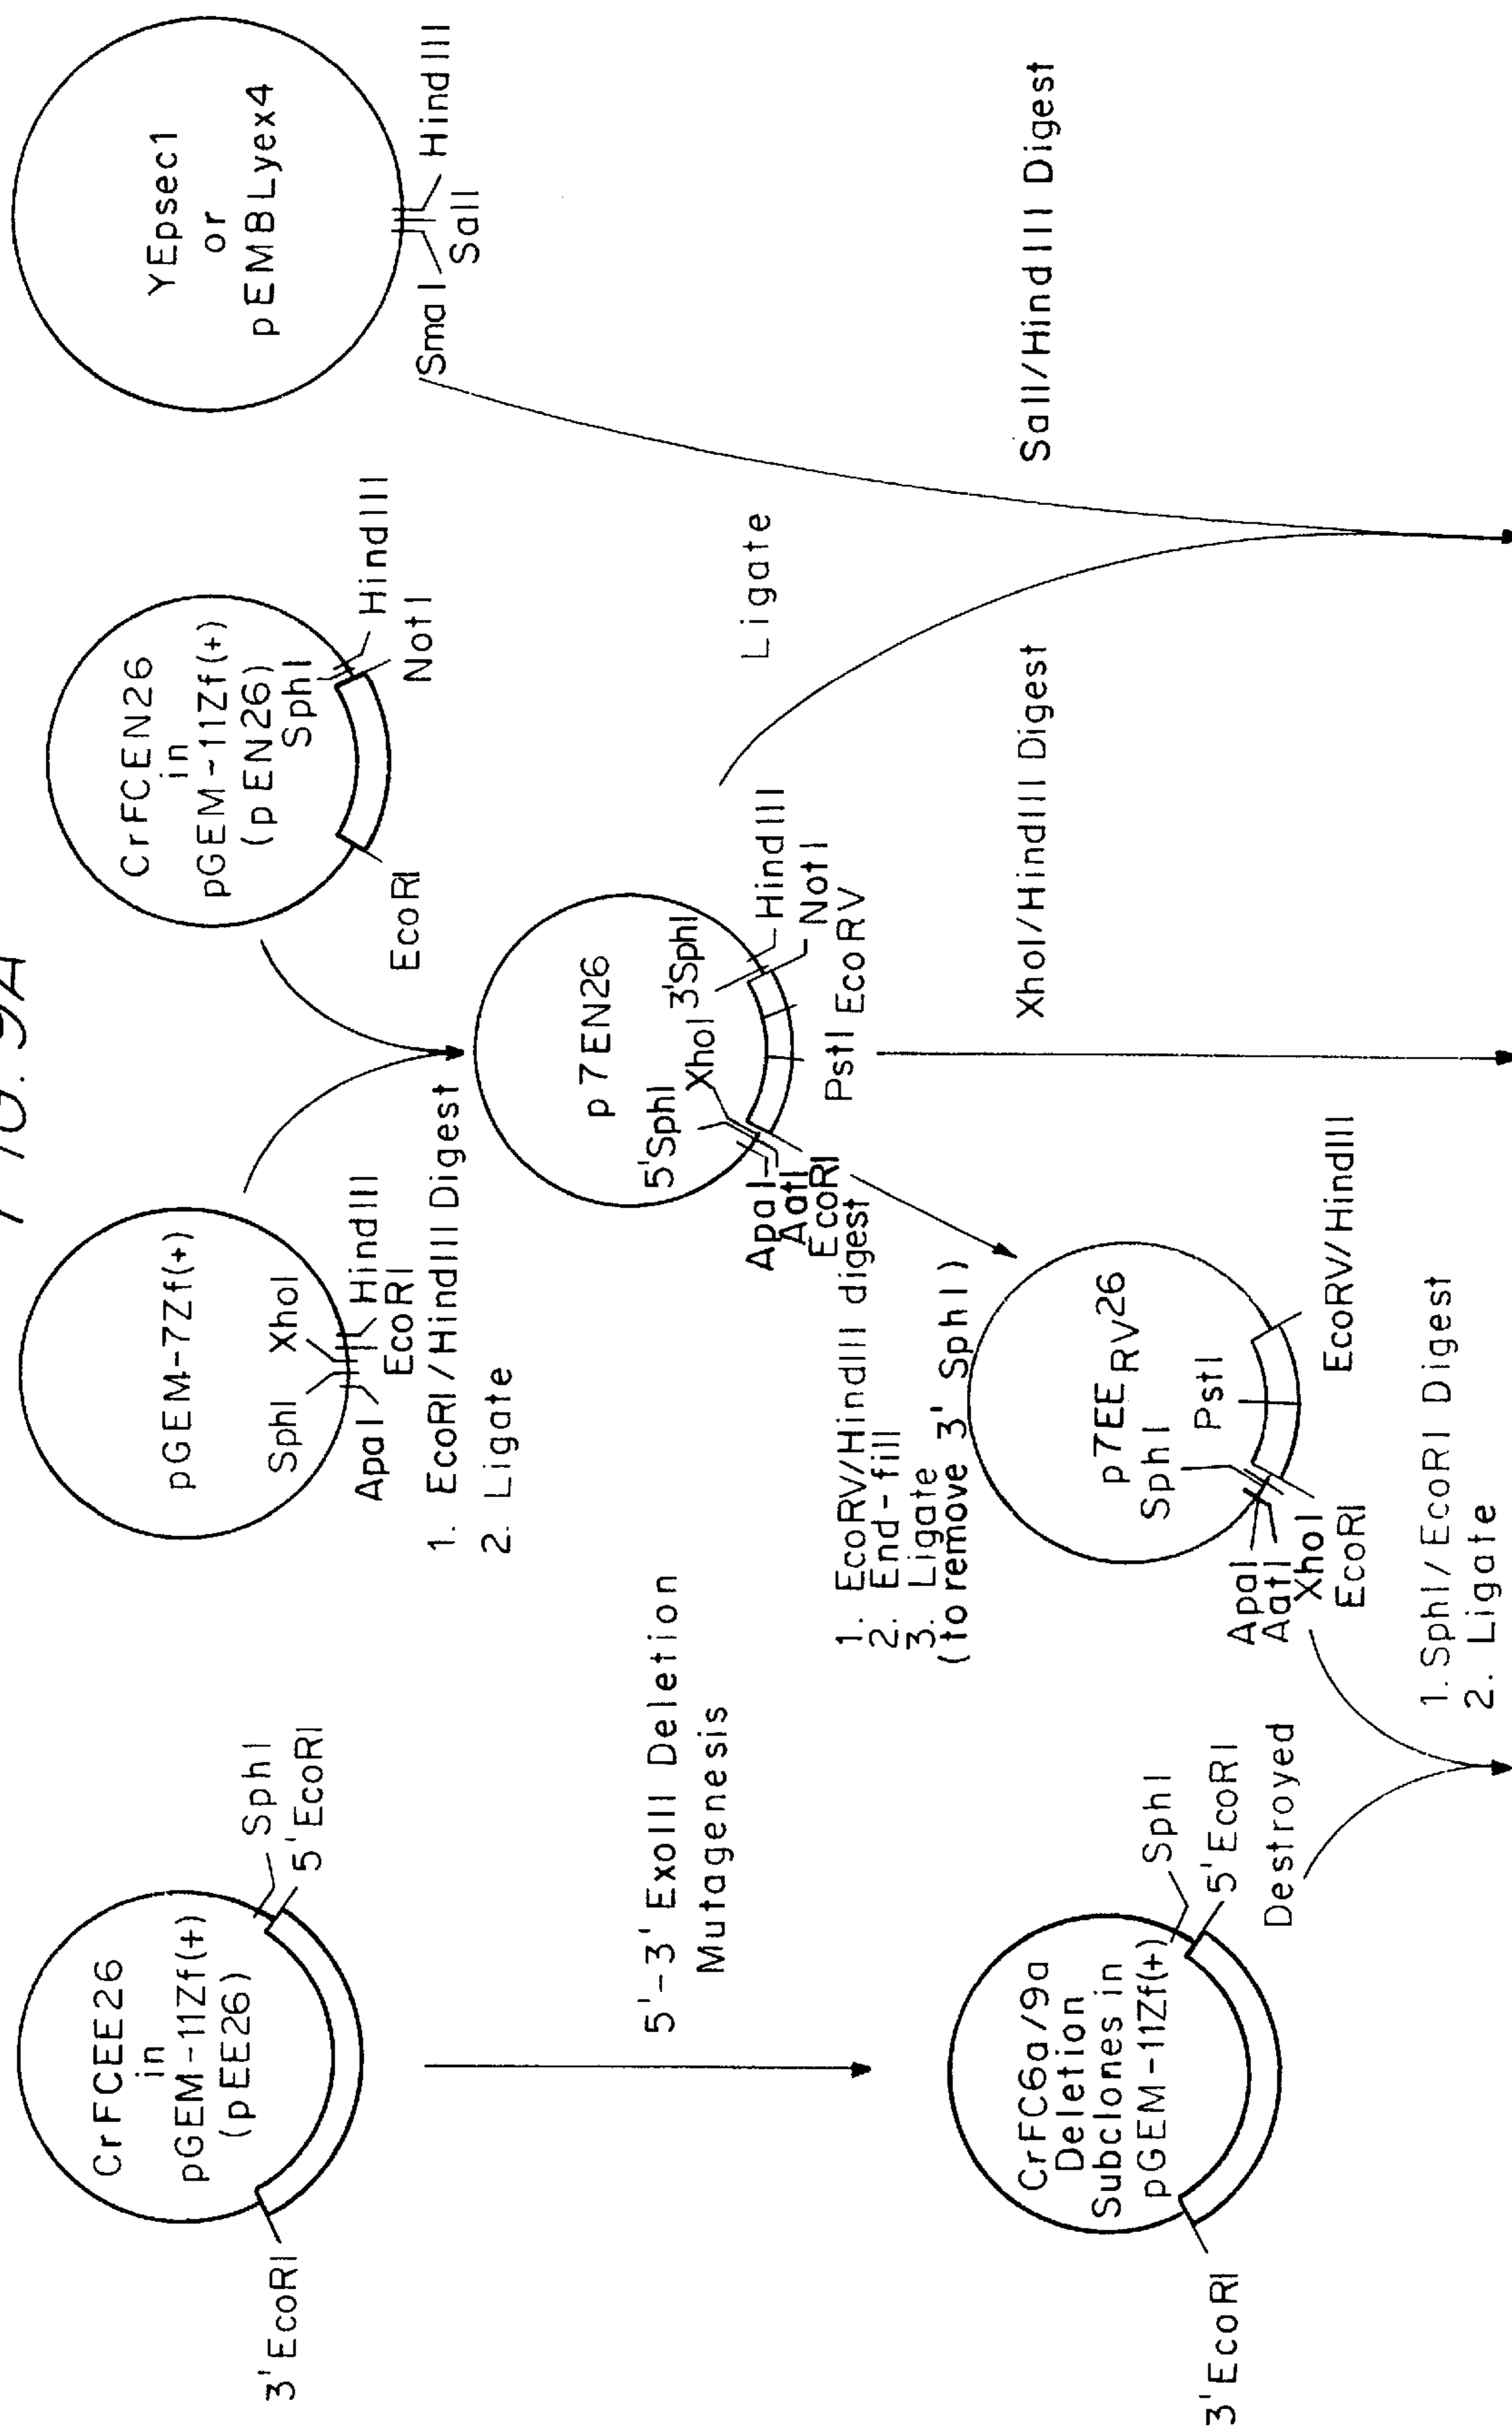 FIG. 9A
CrFCEE26
in
pGEM-11Zf(+)
(pEE26)
3'EcoRI
SphI
5'EcoRI
5'-3' ExoIII Deletion
Mutagenesis
CrFC6a/9a
Deletion
Subclones in
pGEM-11Zf(+)
3'EcoRI
SphI
5'EcoRI
Destroyed
pGEM-7Zf(+)
SphI
XhoI
ApaI
HindIII
EcoRI
1. EcoRI/HindIII Digest
2. Ligate
CrFCEN26
in
pGEM-11Zf(+)
(pEN26)
SphI
EcoRI
HindIII
NotI
p7EN26
5'SphI
XhoI
3'SphI
ApaI
AatI
EcoRI
PstI
EcoRV
NotI
HindIII
1. EcoRV/HindIII digest
2. End-fill
3. Ligate
(to remove 3' SphI)
p7EERV26
SphI
PstI
ApaI
AatI
XhoI
EcoRI
EcoRV/HindIII
1.SphI/EcoRI Digest
2. Ligate
XhoI/HindIII Digest
Ligate
YEpsec1
or
pEMBLyex4
SmaI
SalI
HindIII
SalI/HindIII Digest